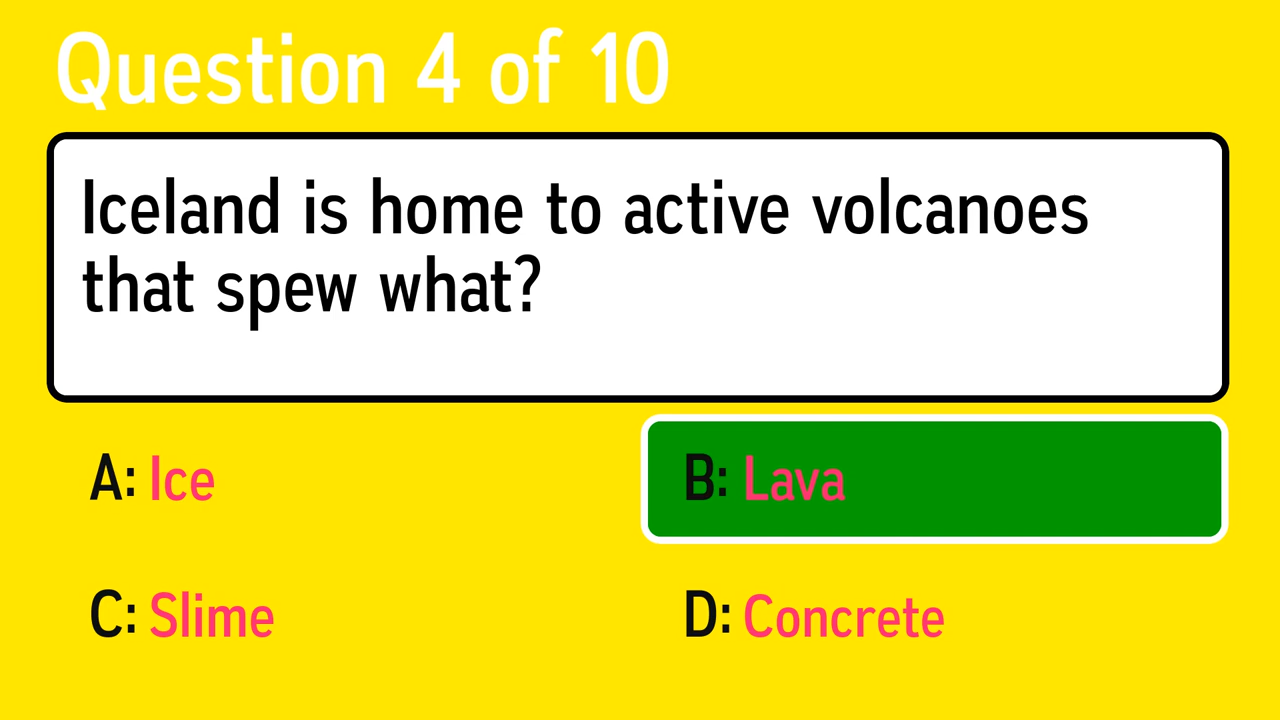 Question 4 of 10
Iceland is home to active volcanoes
that spew what?
A: Ice
B: Lava
C: Slime
D: Concrete